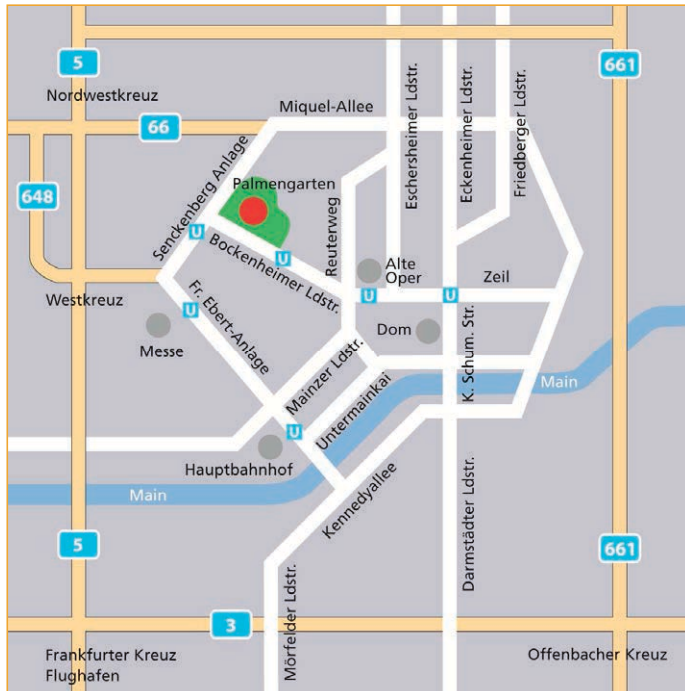 5
661
Nordwestkreuz
Miquel-Allee
66
Eschersheimer Ldstr.
Eckenheimer Ldstr.
Friedberger Ldstr.
648
Senckenberg Anlage
Palmengarten
Reuterweg
U
Bockenheimer Ldstr.
U
Alte
Oper
Zeil
Westkreuz
U
U
U
Fr. Ebert-Anlage
Messe
Dom
K. Schum. Str.
Mainzer Ldstr.
Untermainkai
Main
U
Hauptbahnhof
Main
Kennedyallee
Darmstädter Ldstr.
5
661
Mörfelder Ldstr.
3
Frankfurter Kreuz
Flughafen
Offenbacher Kreuz